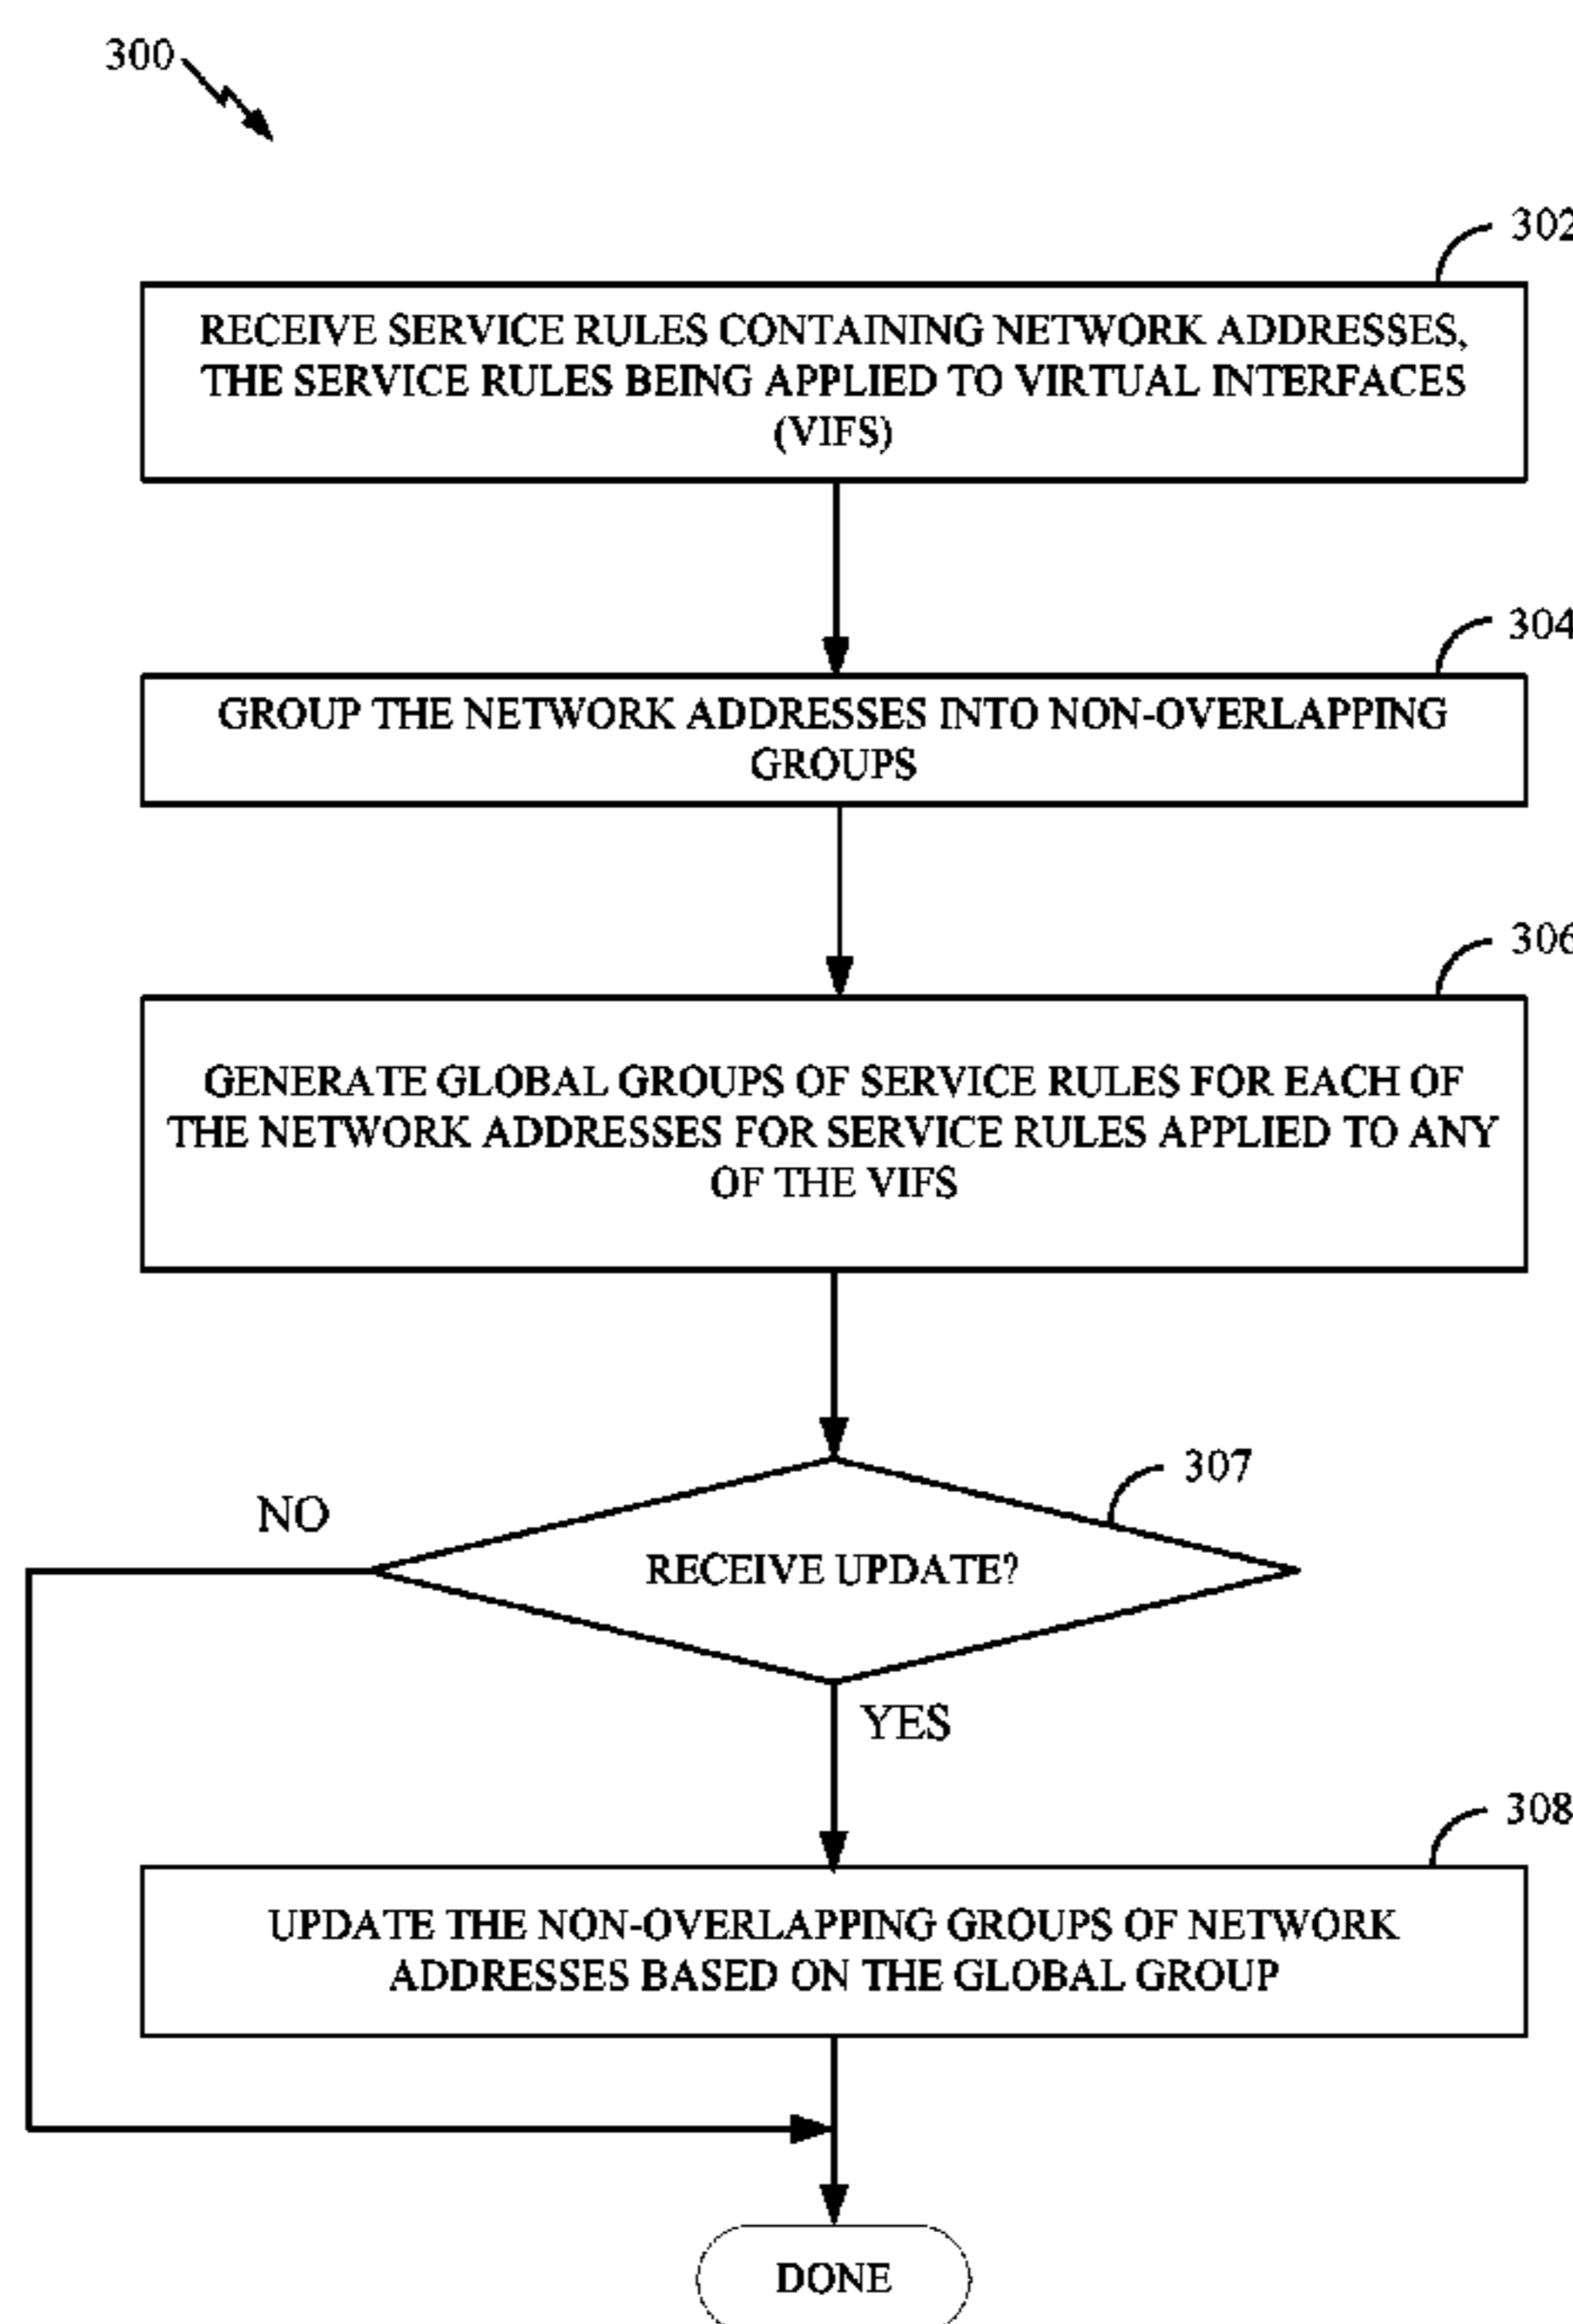 300
302
RECEIVE SERVICE RULES CONTAINING NETWORK ADDRESSES,
THE SERVICE RULES BEING APPLIED TO VIRTUAL INTERFACES
(VIFS)
304
GROUP THE NETWORK ADDRESSES INTO NON-OVERLAPPING
GROUPS
306
GENERATE GLOBAL GROUPS OF SERVICE RULES FOR EACH OF
THE NETWORK ADDRESSES FOR SERVICE RULES APPLIED TO ANY
OF THE VIFS
307
NO
RECEIVE UPDATE?
YES
308
UPDATE THE NON-OVERLAPPING GROUPS OF NETWORK
ADDRESSES BASED ON THE GLOBAL GROUP
DONE